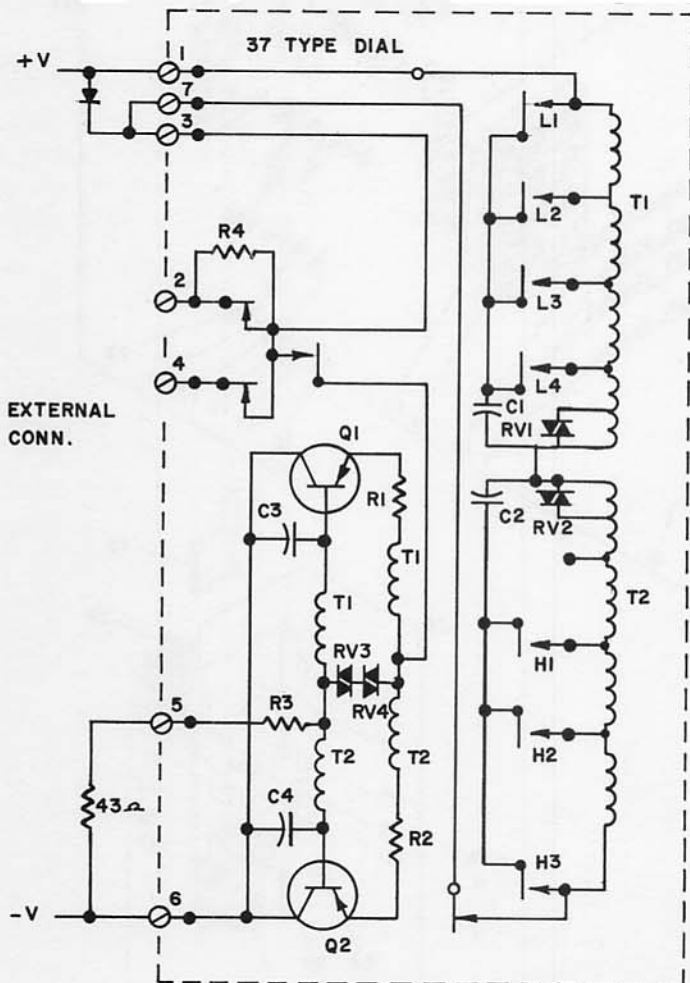 37 TYPE DIAL
+V
1
7
3
L1
T1
L2
R4
2
L3
4
L4
C1
EXTERNAL
CONN.
RV1
Q1
C2
RV2
R1
C3
T1
T1
T2
RV3
H1
5
R3
RV4
T2
T2
H2
43Ω
C4
R2
H3
6
-V
Q2